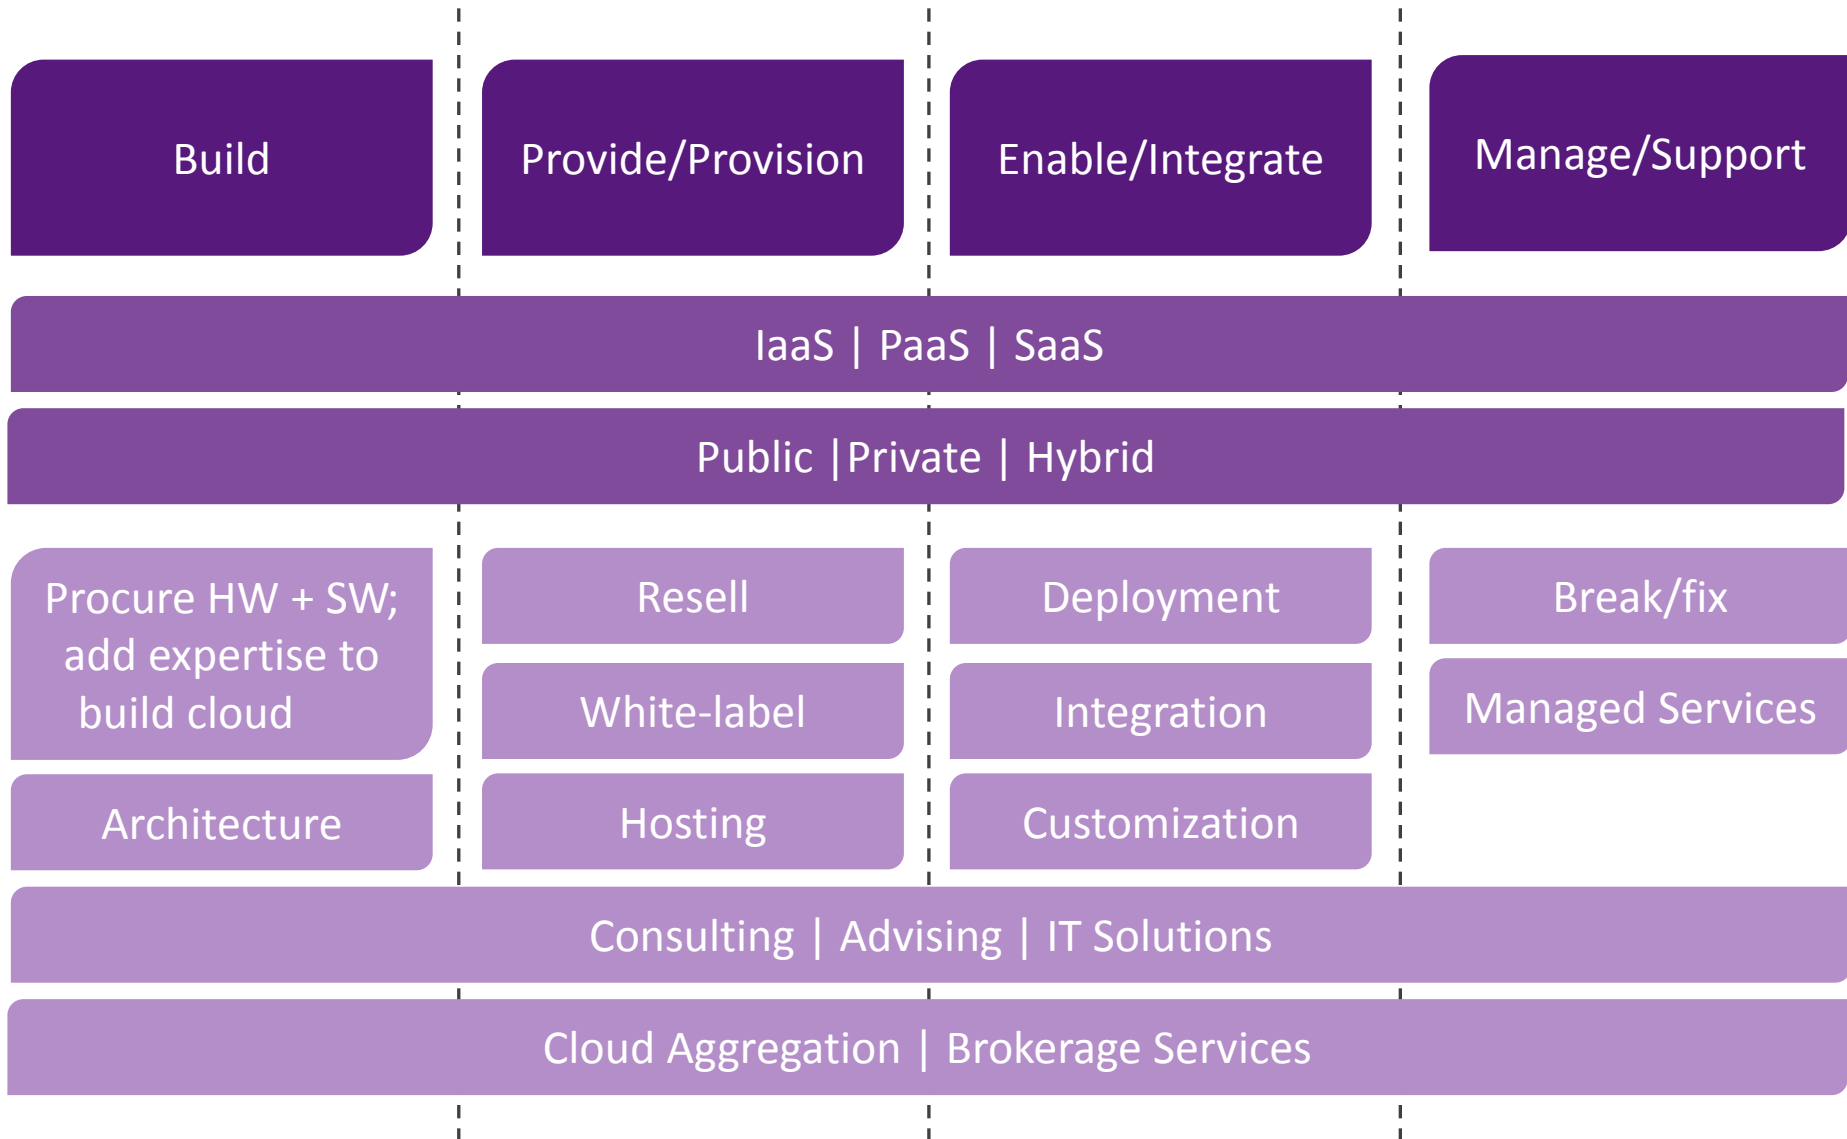 Build
Provide/Provision
Enable/Integrate
Manage/Support
IaaS | PaaS | SaaS
Public |Private | Hybrid
Procure HW + SW;
add expertise to
build cloud
Architecture
Resell
White-label
Hosting
Deployment
Integration
Customization
Break/fix
Managed Services
Consulting | Advising | IT Solutions
Cloud Aggregation | Brokerage Services